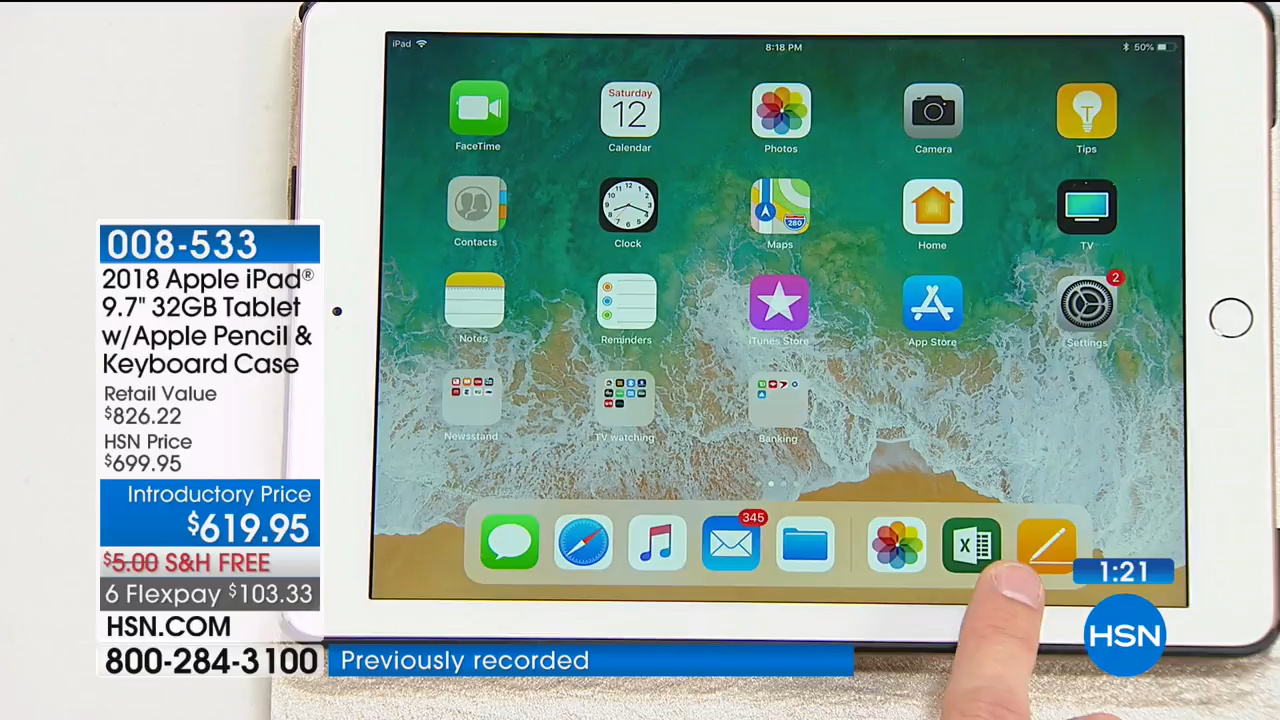 iPad
8:18 PM
50%
FaceTime
Saturday
12
Calendar
Photos
Camera
T
Tips
Contacts
Clock
280
Maps
Home
TV
Notes
Reminders
iTunes Store
App Store
2
Settings
Newsstand
TV watching
Banking
345
X
008-533
2018 Apple iPad®
9.7" 32GB Tablet
w/Apple Pencil &
Keyboard Case
Retail Value
$826.22
HSN Price
$699.95
Introductory Price
$619.95
$5.00 S&H FREE
6 Flexpay $103.33
HSN.COM
800-284-3100
Previously recorded
1:21
HSN